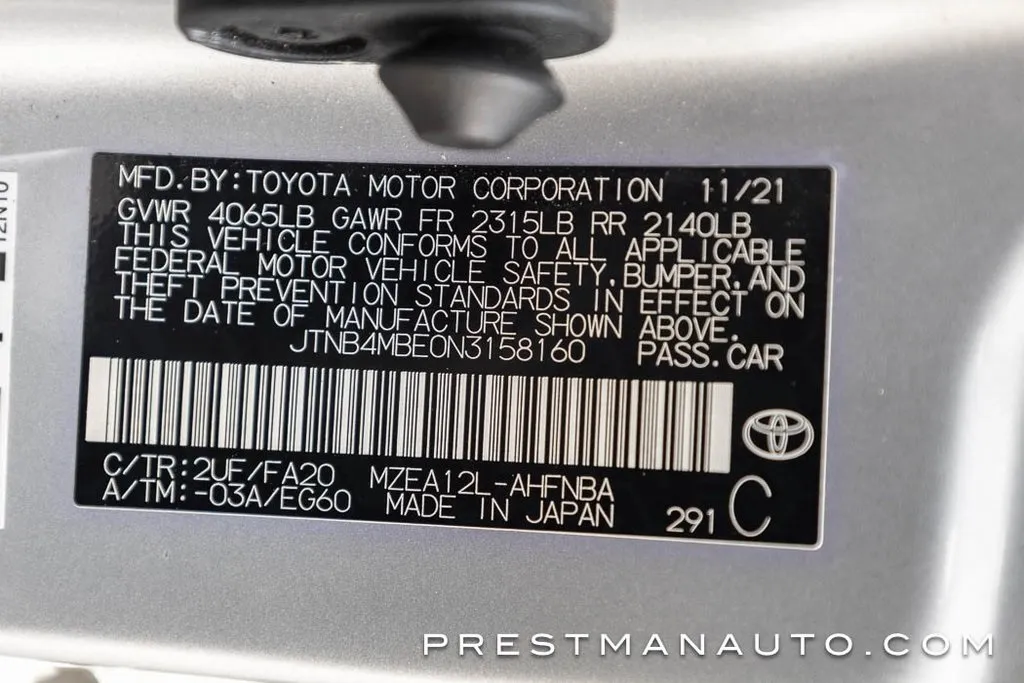 MFD.BY:TOYOTA MOTOR CORPORATION 11/21
GVWR 4065LB GAWR FR 2315LB RR 2140LB
THIS VEHICLE CONFORMS TO ALL APPLICABLE
FEDERAL MOTOR VEHICLE SAFETY,BUMPER,AND
THEFT PREVENTION STANDARDS IN EFFECT ON
THE DATE OF MANUFACTURE SHOWN ABOVE.
JTNB4MBE0N3158160 PASS.CAR
C/TR:2UF/FA20 MZEA12L-AHFNBA
A/TM:-03A/EG60 MADE IN JAPAN 291 C
PRESTMANAUTO.COM